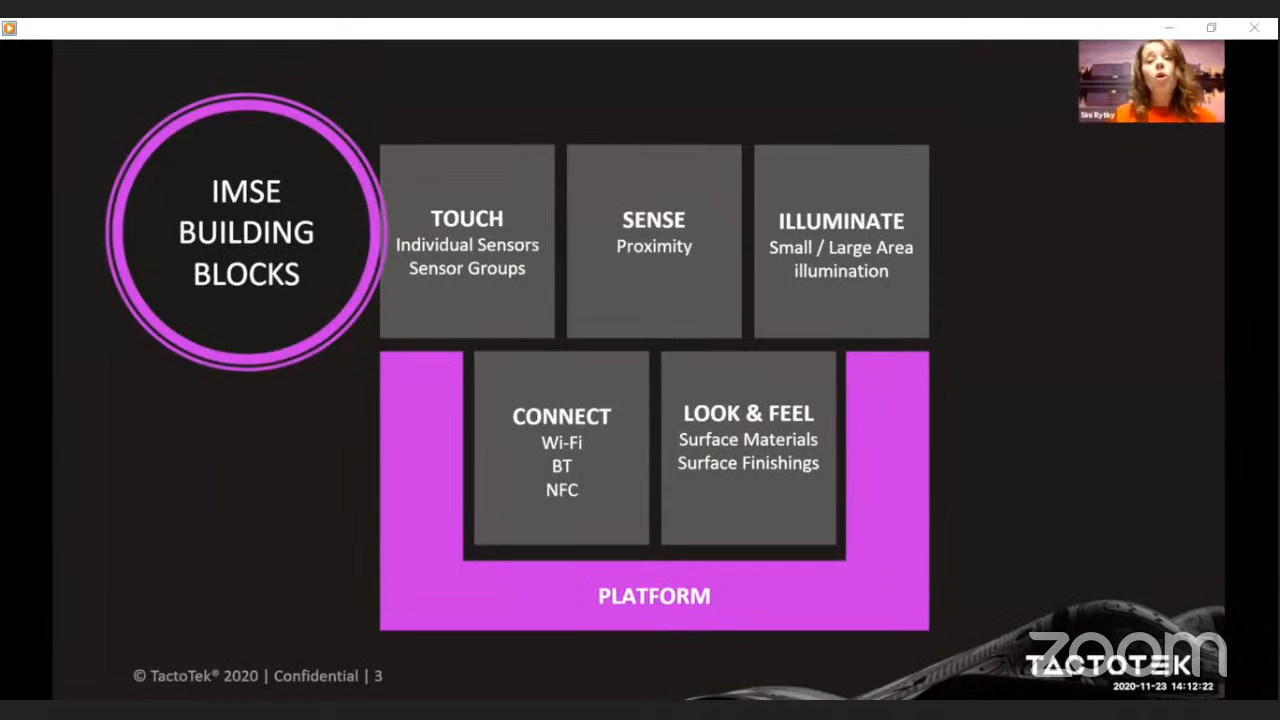 Sini Rytky
IMSE
BUILDING
BLOCKS
TOUCH
Individual Sensors
Sensor Groups
SENSE
Proximity
ILLUMINATE
Small / Large Area
illumination
CONNECT
Wi-Fi
BT
NFC
LOOK & FEEL
Surface Materials
Surface Finishings
PLATFORM
© TactoTek® 2020 | Confidential | 3
zoom
TACTOTEK
2020-11-23 14:12:22